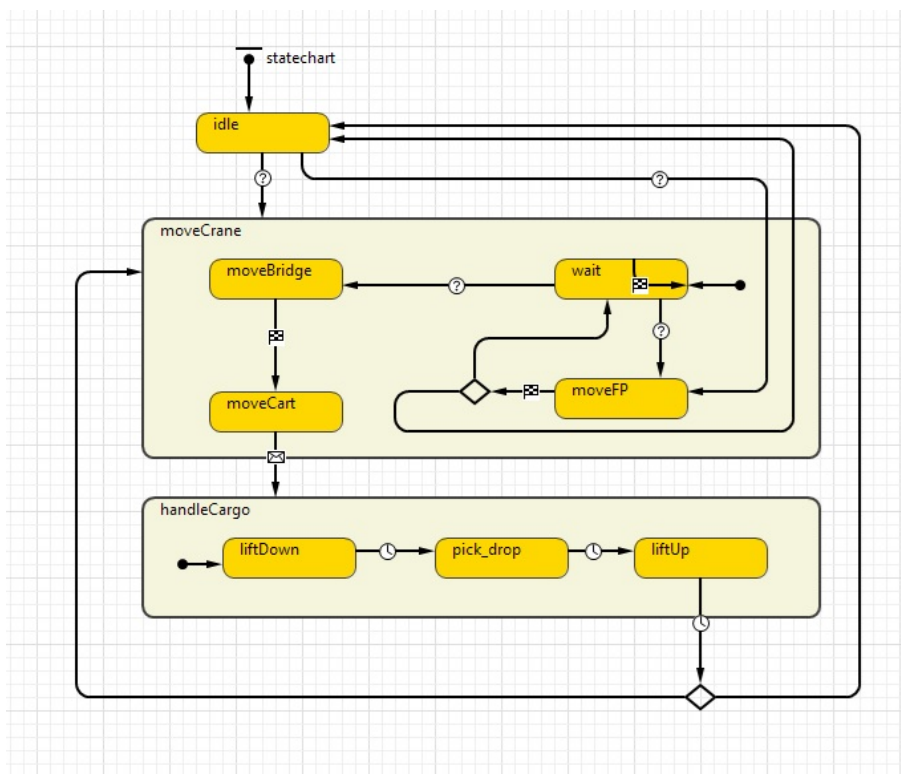 statechart
idle
moveCrane
moveBridge
wait
moveCart
moveFP
handleCargo
liftDown
pick_drop
liftUp